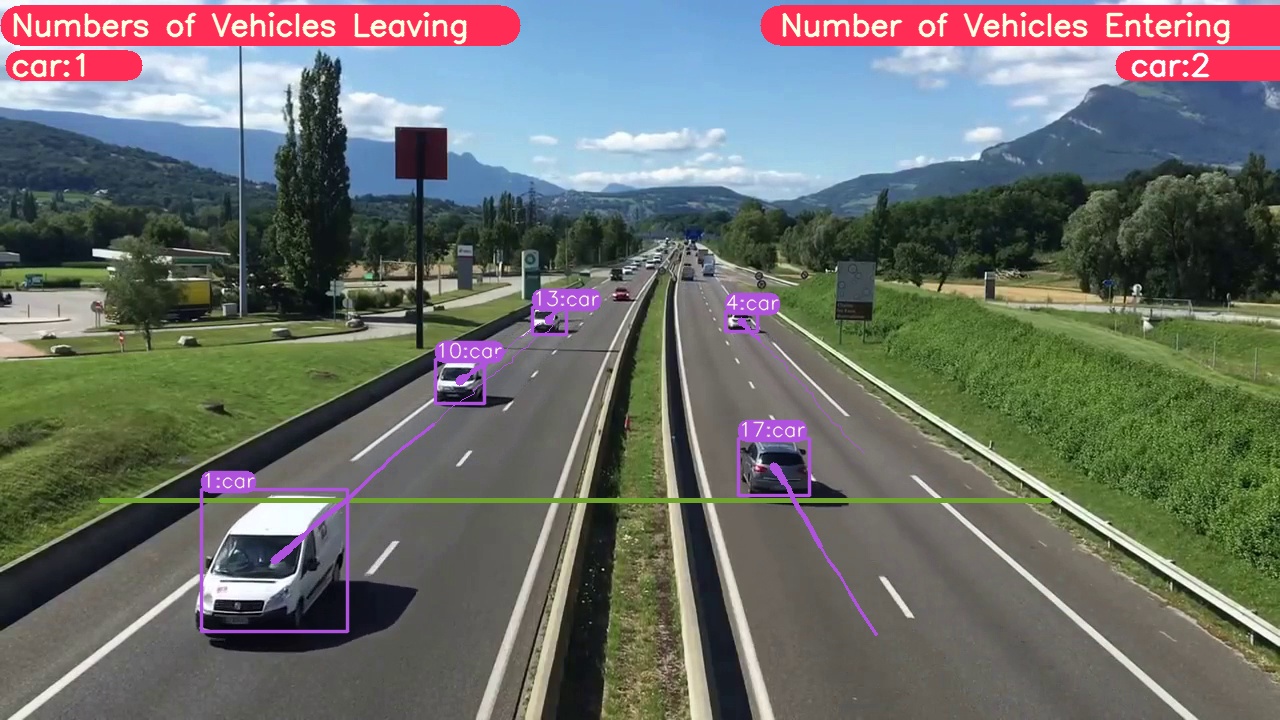 Numbers of Vehicles Leaving
Number of Vehicles Entering
car:1
car:2
13:car
4:car
10:car
17:car
1:car